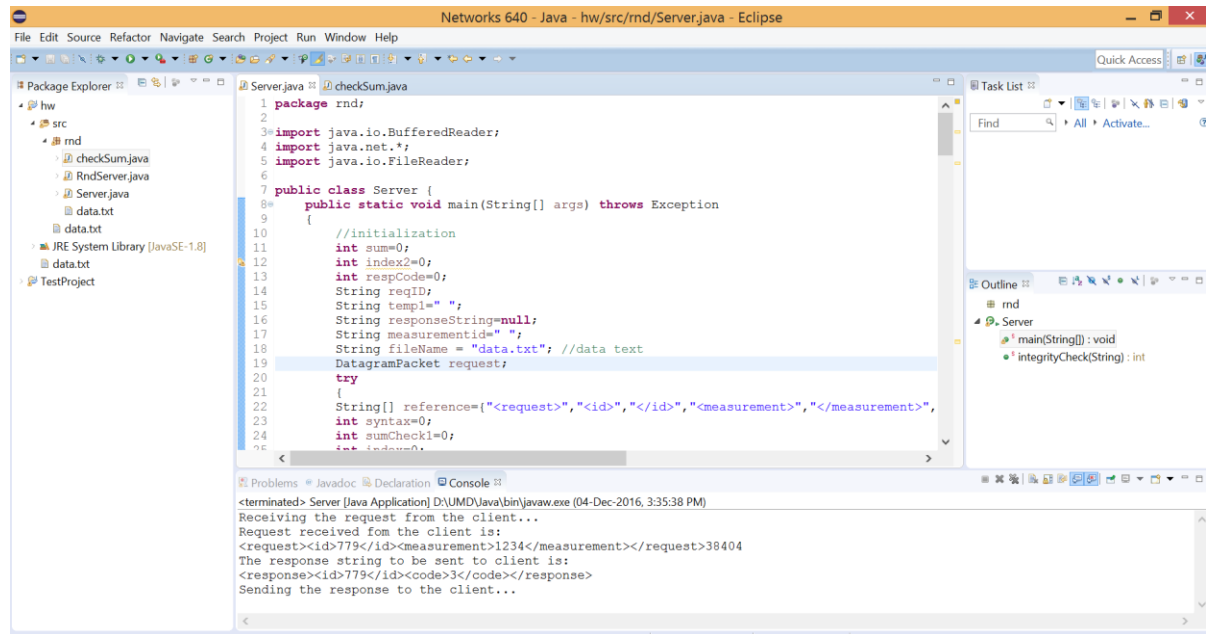 Networks 640 - Java - hw/src/rnd/Server.java - Eclipse
File Edit Source Refactor Navigate Search Project Run Window Help
Quick Access
Package Explorer
hw
src
rnd
checkSum.java
RndServer.java
Server.java
data.txt
data.txt
JRE System Library [JavaSE-1.8]
data.txt
TestProject
Server.java checkSum.java
1 package rnd;
2
3 import java.io.BufferedReader;
4 import java.net.*;
5 import java.io.FileReader;
6
7 public class Server {
8 public static void main(String[] args) throws Exception
9 {
10 //initialization
11 int sum=0;
12 int index2=0;
13 int respCode=0;
14 String reqID;
15 String temp1=" ";
16 String responseString=null;
17 String measurementid=" ";
18 String fileName = "data.txt"; //data text
19 DatagramPacket request;
20 try
21 {
22 String[] reference={"<request>","<id>","</id>","<measurement>","</measurement>",
23 int syntax=0;
24 int sumCheck1=0;
25 int index=0;
Task List
Find All Activate...
Outline
rnd
Server
main(String[]) : void
integrityCheck(String) : int
Problems Javadoc Declaration Console
<terminated> Server [Java Application] D:\UMD\Java\bin\javaw.exe (04-Dec-2016, 3:35:38 PM)
Receiving the request from the client...
Request received fom the client is:
<request><id>779</id><measurement>1234</measurement></request>38404
The response string to be sent to client is:
<response><id>779</id><code>3</code></response>
Sending the response to the client...